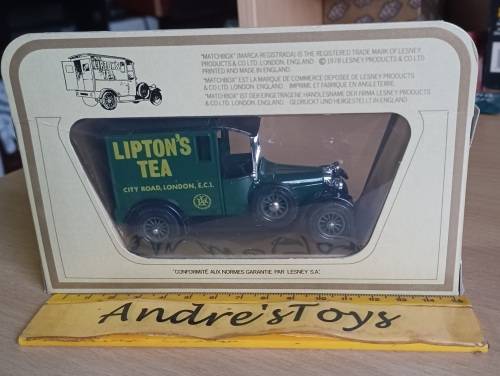 "MATCHBOX" (MARCA REGISTRADA) IS THE REGISTERED TRADE MARK OF LESNEY
PRODUCTS & CO LTD. LONDON. ENGLAND. © 1978 LESNEY PRODUCTS & CO LTD
PRINTED AND MADE IN ENGLAND
"MATCHBOX" EST LA MARQUE DE COMMERCE DEPOSEE DE LESNEY PRODUCTS
& CO LTD. LONDON. ENGLAND. IMPRIME ET FABRIQUE EN ANGLETERRE.
"MATCHBOX" IST DER EINGETRAGENE HANDELSNAME DER FIRMA LESNEY PRODUCTS
& CO LTD. LONDON. ENGLAND. GEDRUCKT UND HERGESTELLT IN ENGLAND
LIPTON'S
TEA
CITY ROAD, LONDON, E.C.1.
"CONFORMITÉ AUX NORMES GARANTIE PAR LESNEY S.A."
Andre'sToys